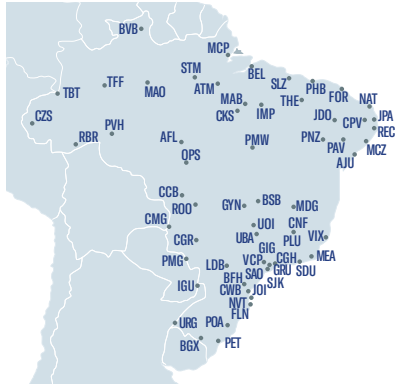 BVB
MCP
STM
BEL
TBT
TFF
MAO
ATM
SLZ
PHB
FOR
MAB
THE
NAT
CZS
CKS
IMP
JDO
CPV
JPA
REC
RBR
PVH
AFL
PMW
PNZ
PAV
MCZ
AJU
OPS
CCB
ROO
GYN
BSB
MDG
CMG
UOI
CNF
CGR
UBA
GIG
PLU
VIX
PMG
LDB
VCP
CGH
MEA
BFH
SAO
GRU
SDU
IGU
CWB
JOI
SJK
NVT
FLN
URG
POA
BGX
PET